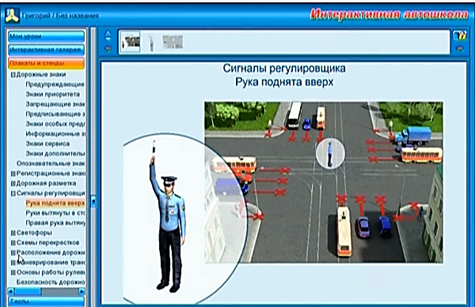 Григорий / Без названия
Интерактивная автошкола
Мои уроки
Интерактивная галерея
Плакаты и стенды
Дорожные знаки
Предупреждающие
Знаки приоритета
Запрещающие знак
Предписывающие з
Знаки особых пред
Информационные з
Знаки сервиса
Знаки дополнитель
Опознавательные знак
Регистрационные знак
Дорожная разметка
Сигналы регулировщик
Рука поднята вверх
Руки вытянуты в сто
Правая рука вытяну
Светофоры
Схемы перекрестков
Расположение дорожн
Маневрирование тран
Основы работы рулев
Безопасность дорожно
Сигналы регулировщика
Рука поднята вверх